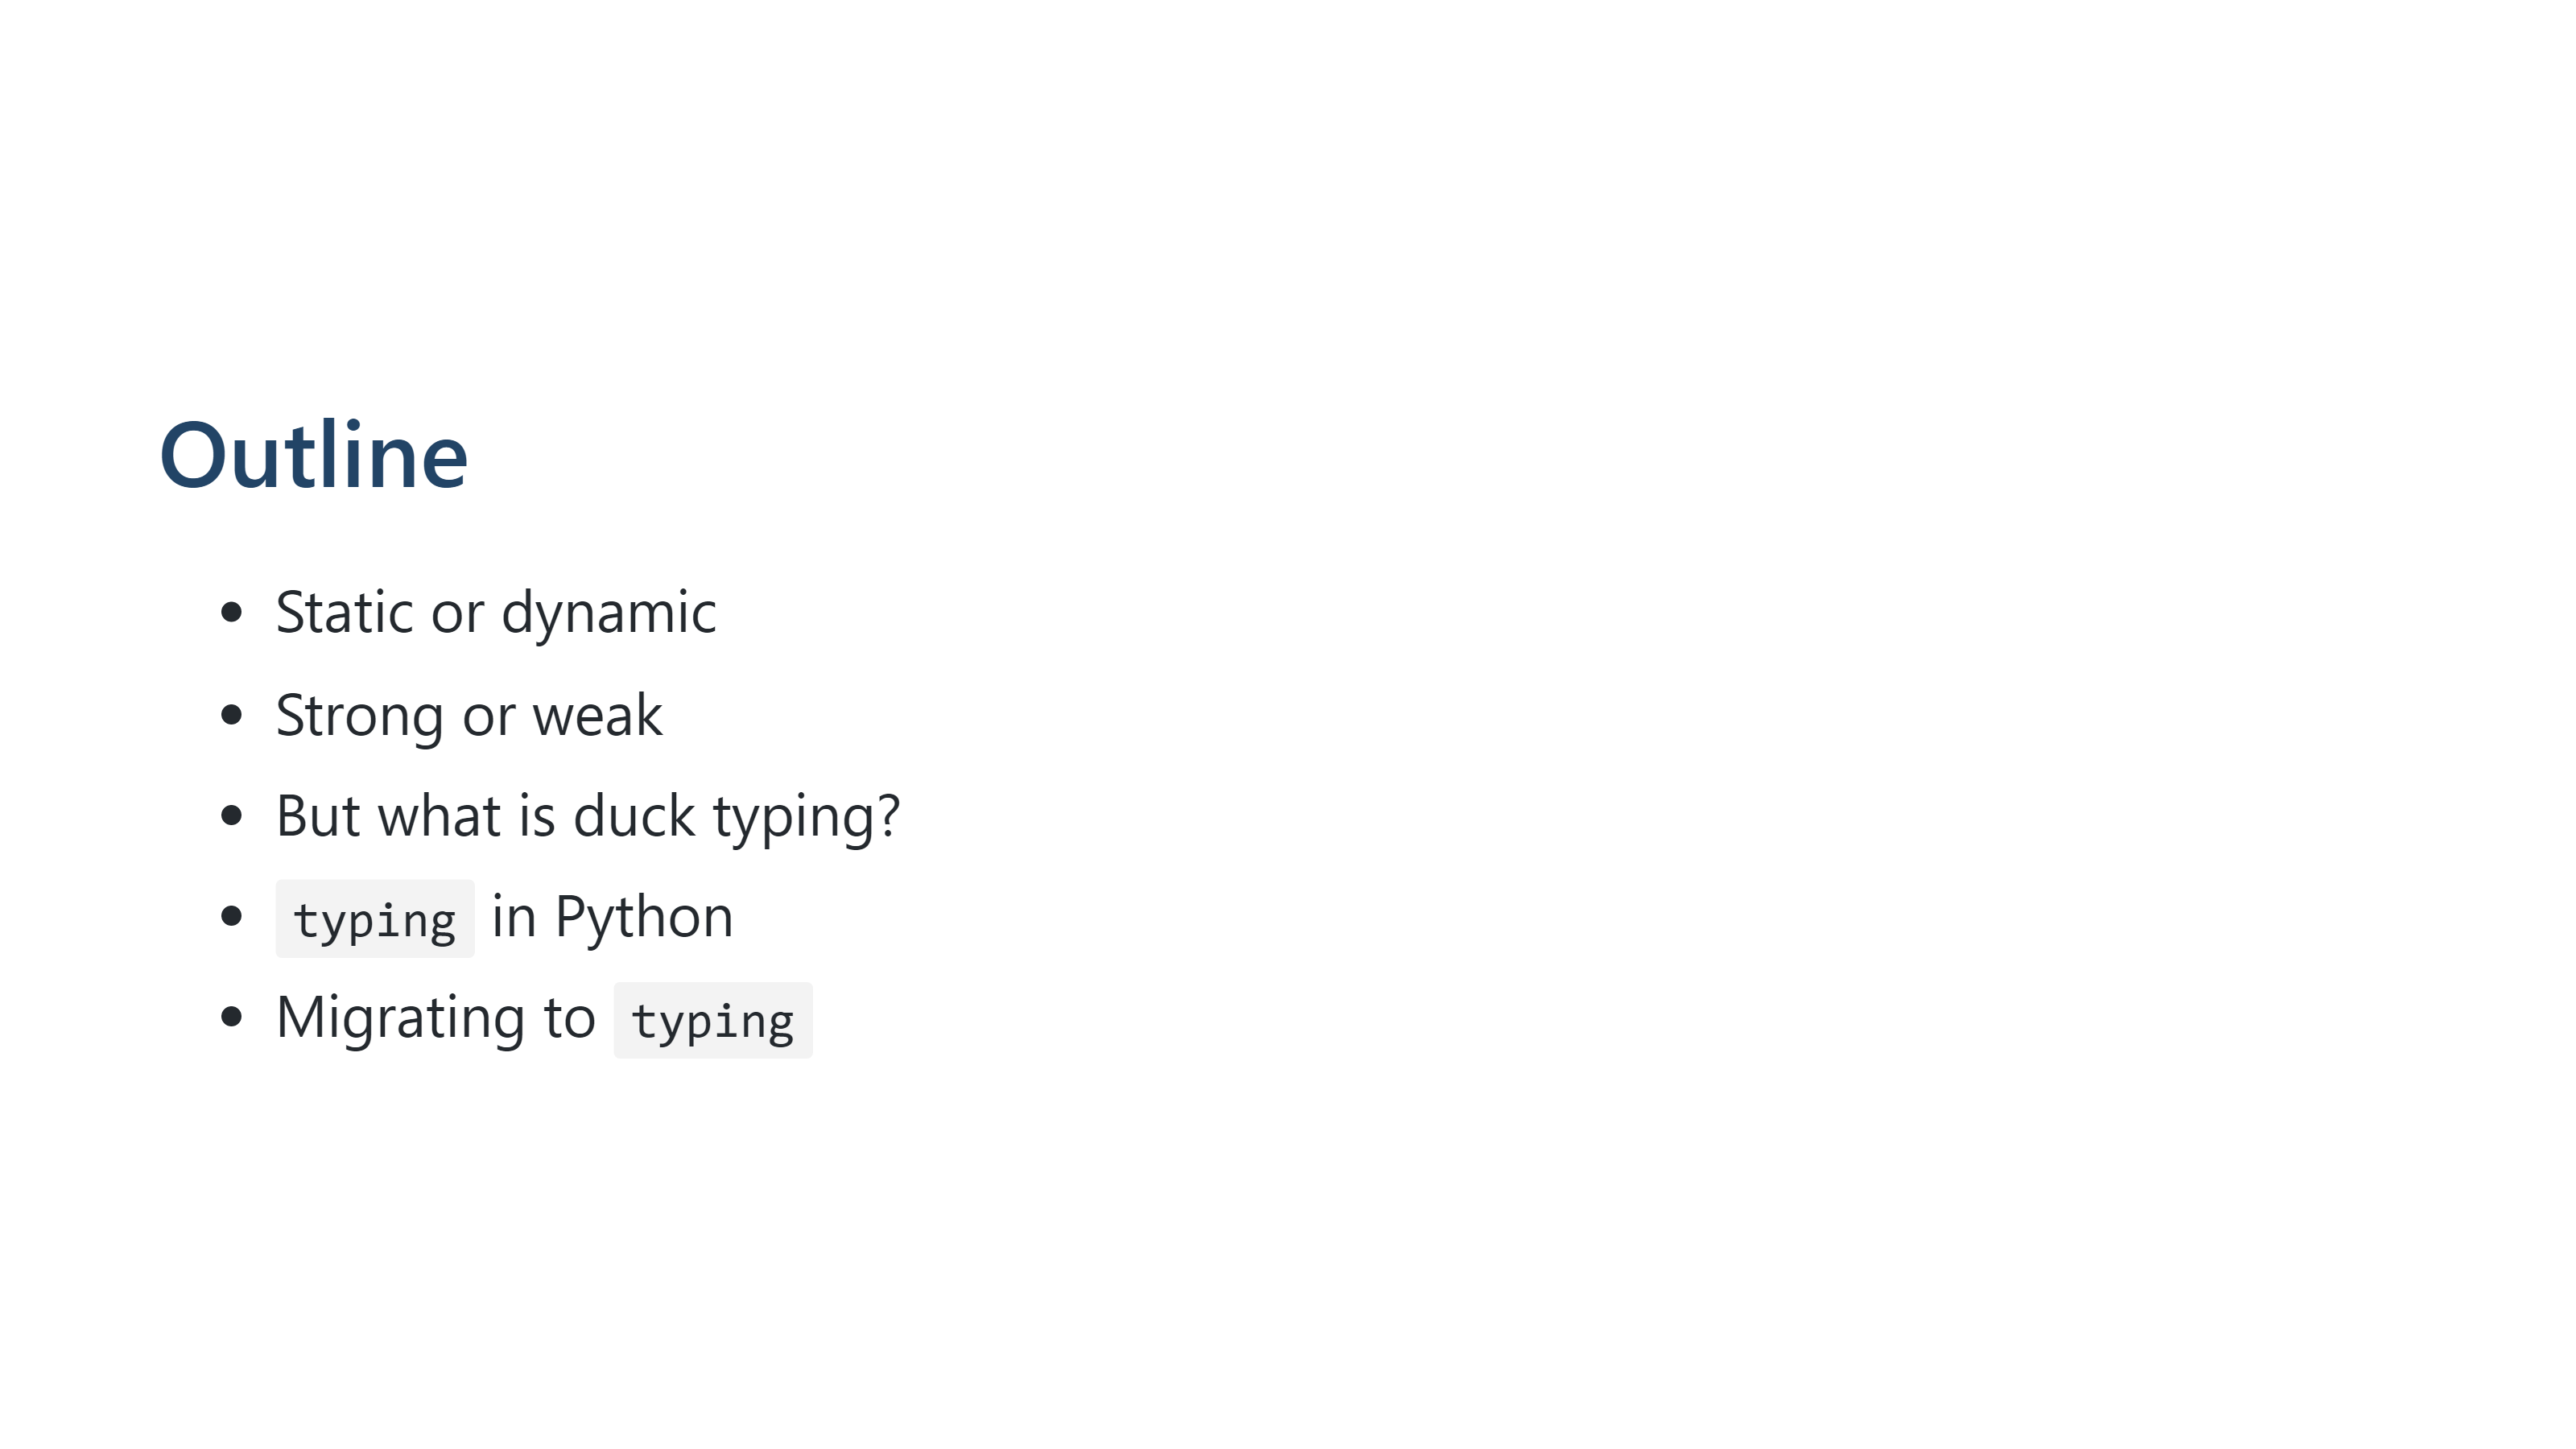 Outline
Static or dynamic
Strong or weak
But what is duck typing?
typing in Python
Migrating to typing